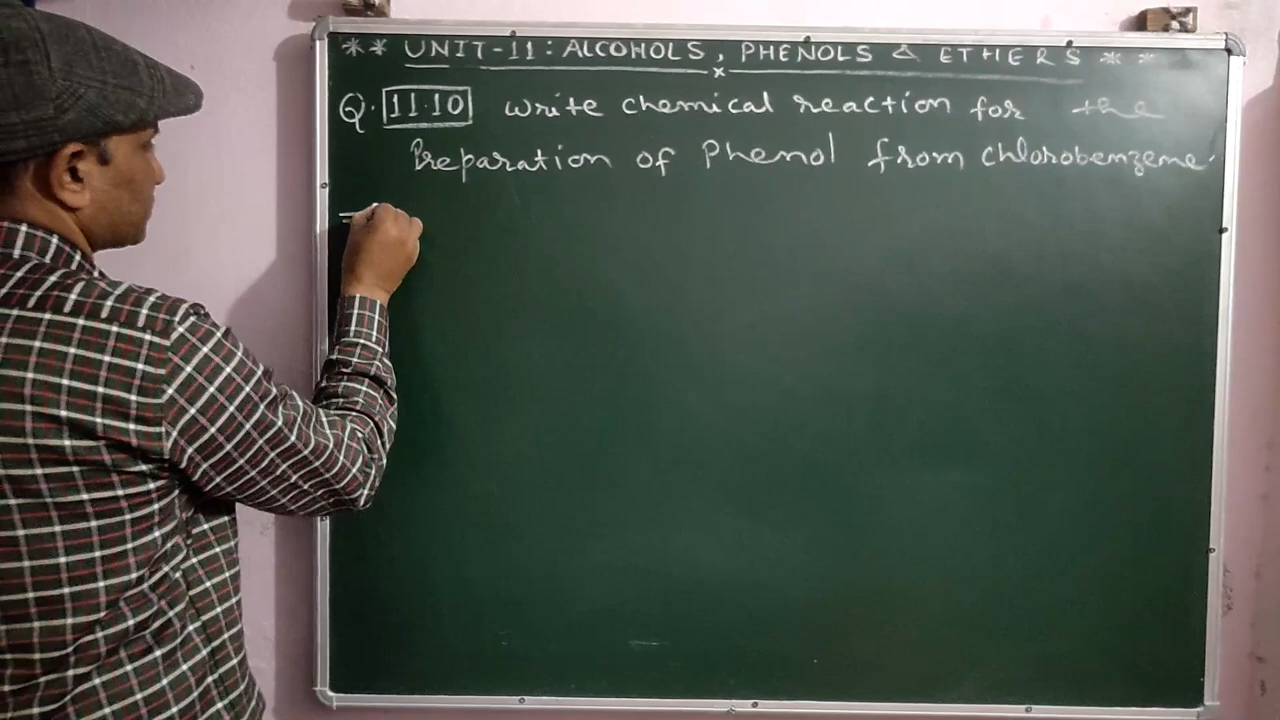 ** UNIT-11: ALCOHOLS, PHENOLS & ETHERS **
Q. 11.10 write chemical reaction for the
Preparation of Phenol from chlorobenzene.